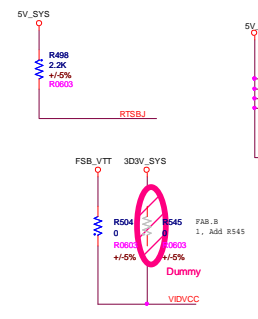 5V_SYS
5V_
R498
2.2K
+/-5%
R0603
RTSBJ
FSB_VTT 3D3V_SYS
R504 R545
0 0
R0603 R0603
+/-5% +/-5%
FAB.B
1, Add R545
Dummy
VIDVCC